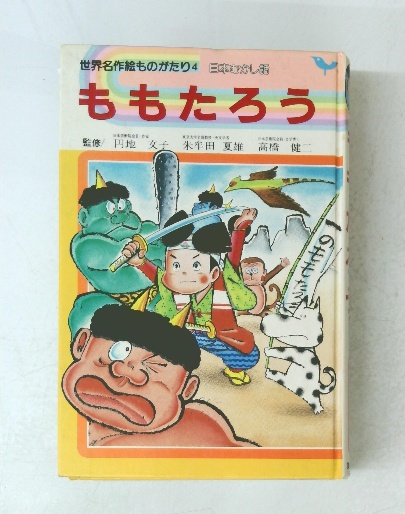 世界名作絵ものがたり4 日本むかし話
ももたろう
監修/ 円地 文子 朱牟田 夏雄 高橋 健二